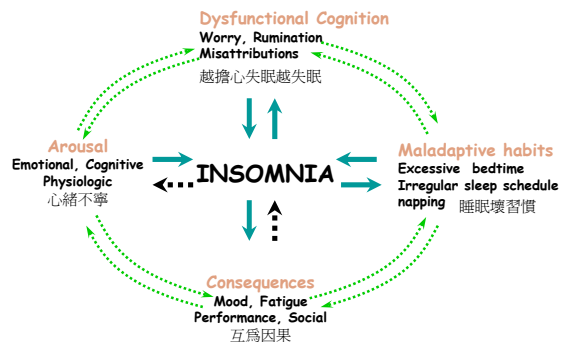 Dysfunctional Cognition
Worry, Rumination
Misattributions
越擔心失眠越失眠
Arousal
Emotional, Cognitive
Physiologic
心緒不寧
INSOMNIA
Maladaptive habits
Excessive bedtime
Irregular sleep schedule
napping 睡眠壞習慣
Consequences
Mood, Fatigue
Performance, Social
互爲因果